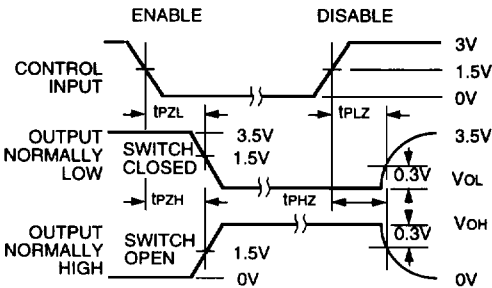 ENABLE DISABLE
CONTROL INPUT 3V
1.5V
0V
tPZL tPLZ
OUTPUT NORMALLY LOW SWITCH CLOSED 3.5V 1.5V 3.5V
0.3V VOL
tPZH tPHZ
OUTPUT NORMALLY HIGH SWITCH OPEN 1.5V 0.3V VOH
0V 0V